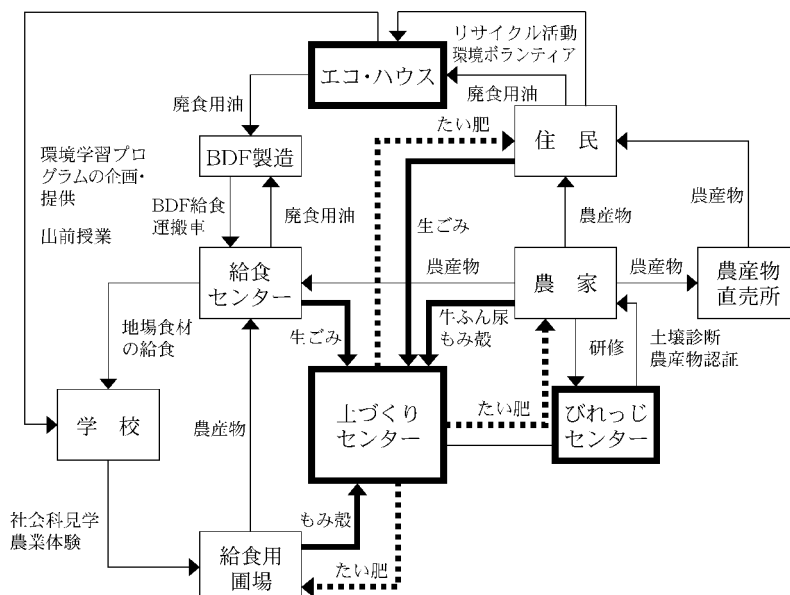 リサイクル活動
環境ボランティア
エコ・ハウス
廃食用油
廃食用油
たい肥
住　民
環境学習プロ
グラムの企画・
提供
出前授業
BDF製造
BDF給食
運搬車
廃食用油
生ごみ
農産物
農産物
給食
センター
農産物
農　家
農産物
農産物
直売所
地場食材
の給食
生ごみ
牛ふん尿
もみ殻
研修
土壌診断
農産物認証
学　校
農産物
土づくり
センター
たい肥
びれっじ
センター
社会科見学
農業体験
もみ殻
給食用
圃場
たい肥